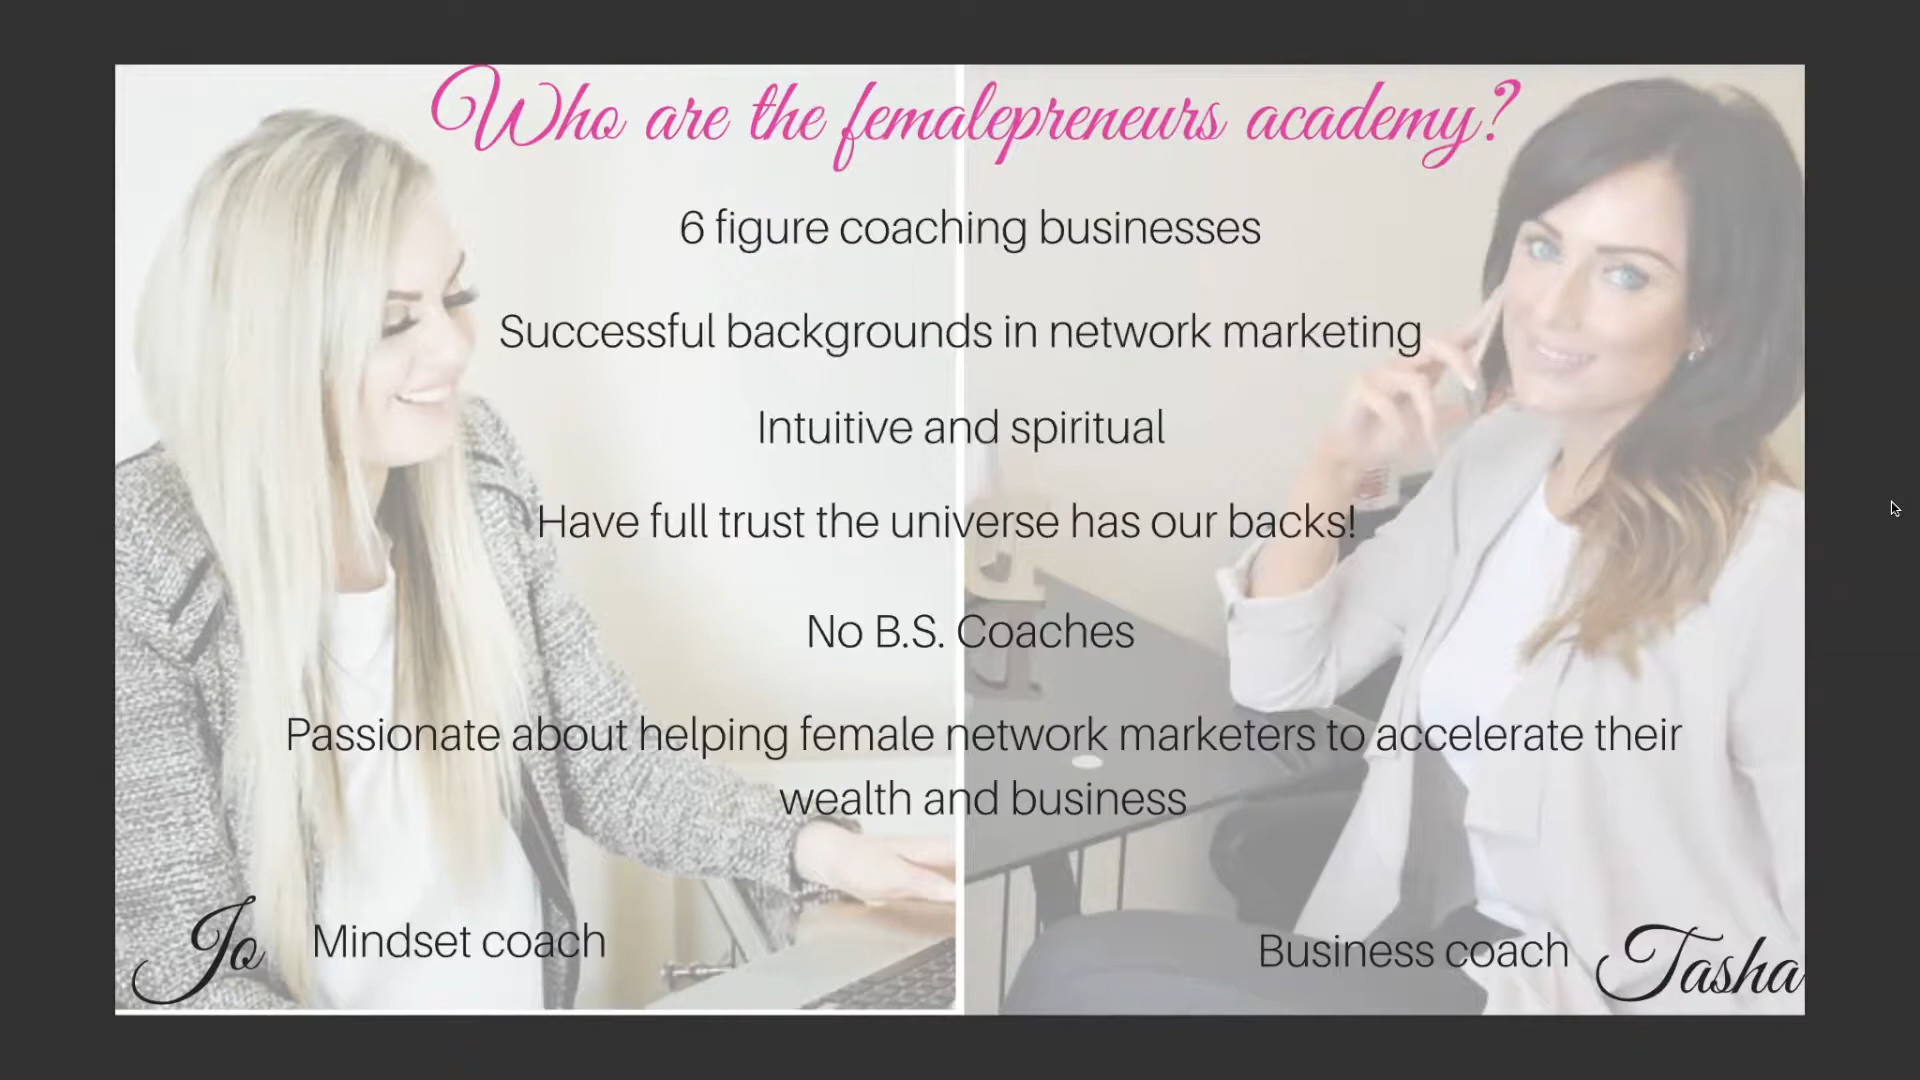 Who are the femalepreneurs academy?
6 figure coaching businesses
Successful backgrounds in network marketing
Intuitive and spiritual
Have full trust the universe has our backs!
No B.S. Coaches
Passionate about helping female network marketers to accelerate their
wealth and business
Jo Mindset coach
Business coach Tasha